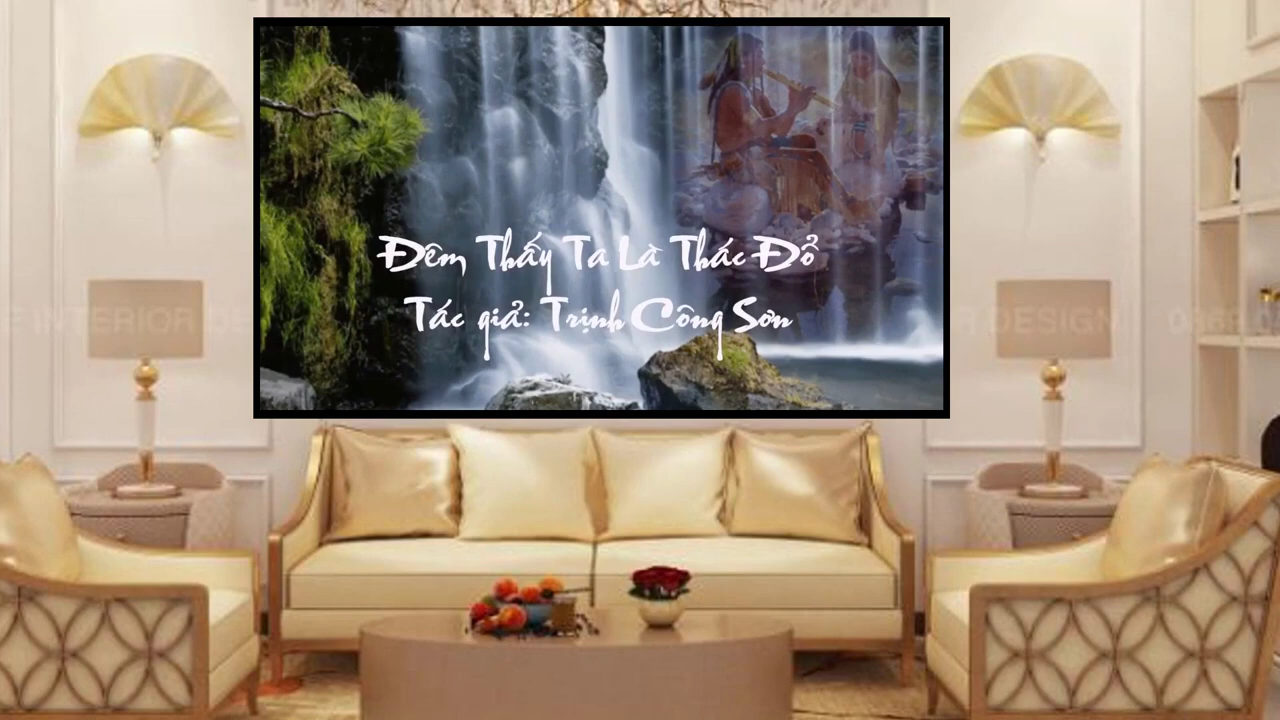 Đêm Thấy Ta Là Thác Đổ
Tác giả: Trịnh Công Sơn